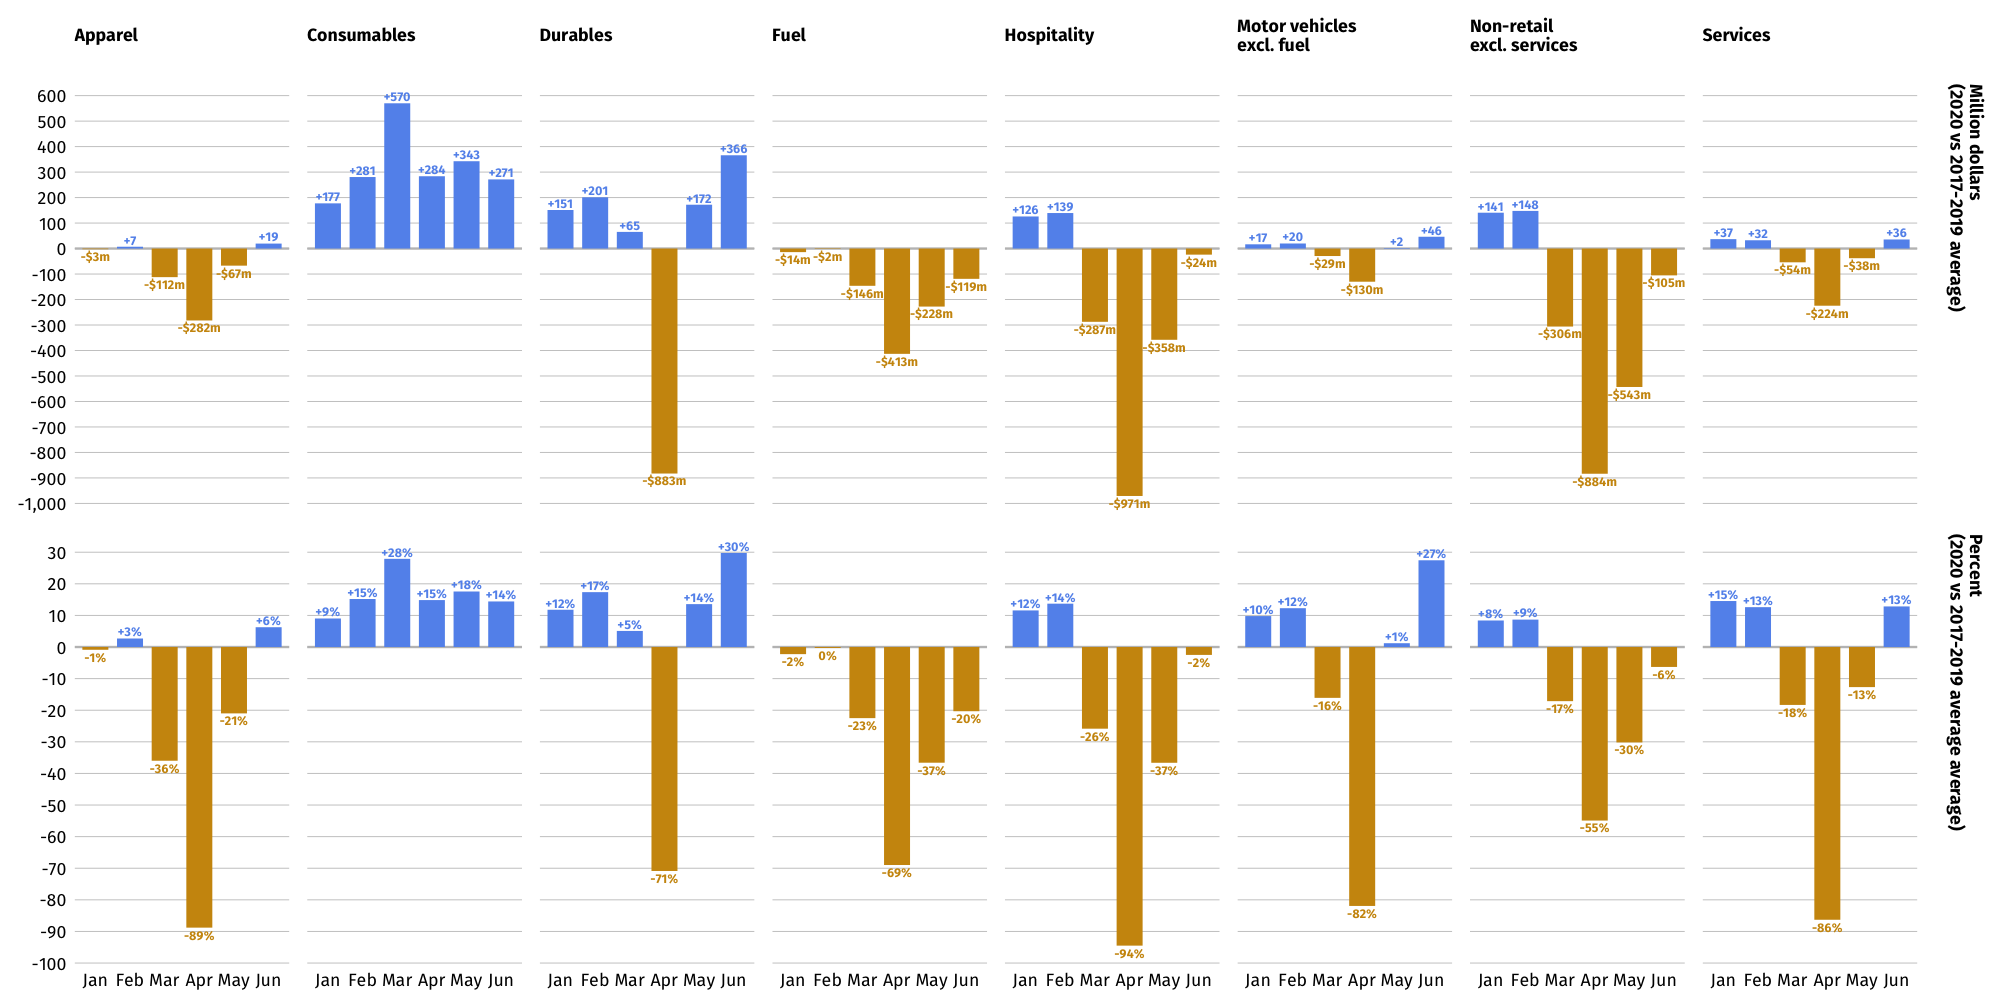 Apparel
Consumables
Durables
Fuel
Hospitality
Motor vehicles
excl. fuel
Non-retail
excl. services
Services
600
500
400
300
200
100
0
-100
-200
-300
-400
-500
-600
-700
-800
-900
-1,000
-$3m +7 -$112m -$282m -$67m +19
+177 +281 +570 +284 +343 +271
+151 +201 +65 -$883m +172 +366
-$14m -$2m -$146m -$413m -$228m -$119m
+126 +139 -$287m -$971m -$358m -$24m
+17 +20 -$29m -$130m +2 +46
+141 +148 -$306m -$884m -$543m -$105m
+37 +32 -$54m -$224m -$38m +36
Million dollars
(2020 vs 2017-2019 average)
30
20
10
0
-10
-20
-30
-40
-50
-60
-70
-80
-90
-100
-1% +3% -36% -89% -21% +6%
+9% +15% +28% +15% +18% +14%
+12% +17% +5% -71% +14% +30%
-2% 0% -23% -69% -37% -20%
+12% +14% -26% -94% -37% -2%
+10% +12% -16% -82% +1% +27%
+8% +9% -17% -55% -30% -6%
+15% +13% -18% -86% -13% +13%
Percent
(2020 vs 2017-2019 average average)
Jan Feb Mar Apr May Jun
Jan Feb Mar Apr May Jun
Jan Feb Mar Apr May Jun
Jan Feb Mar Apr May Jun
Jan Feb Mar Apr May Jun
Jan Feb Mar Apr May Jun
Jan Feb Mar Apr May Jun
Jan Feb Mar Apr May Jun